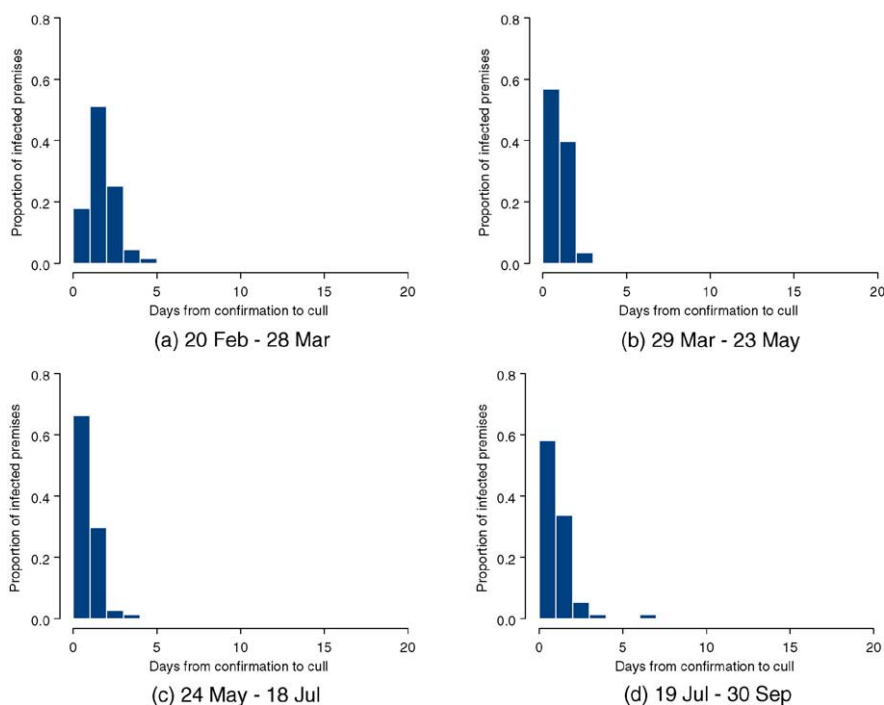 0.8
0.6
0.4
0.2
0.0
Proportion of infected premises
0 5 10 15 20
Days from confirmation to cull
(a) 20 Feb - 28 Mar
0.8
0.6
0.4
0.2
0.0
Proportion of infected premises
0 5 10 15 20
Days from confirmation to cull
(b) 29 Mar - 23 May
0.8
0.6
0.4
0.2
0.0
Proportion of infected premises
0 5 10 15 20
Days from confirmation to cull
(c) 24 May - 18 Jul
0.8
0.6
0.4
0.2
0.0
Proportion of infected premises
0 5 10 15 20
Days from confirmation to cull
(d) 19 Jul - 30 Sep